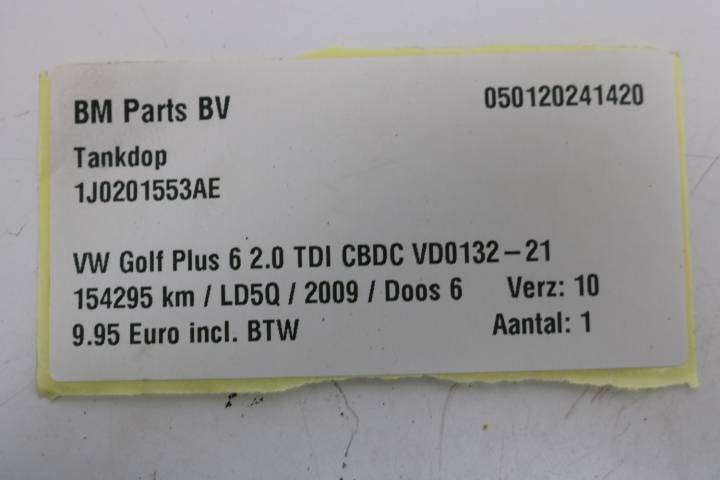 BM Parts BV 050120241420
Tankdop
1J0201553AE
VW Golf Plus 6 2.0 TDI CBDC VD0132-21
154295 km / LD5Q / 2009 / Doos 6 Verz: 10
9.95 Euro incl. BTW Aantal: 1